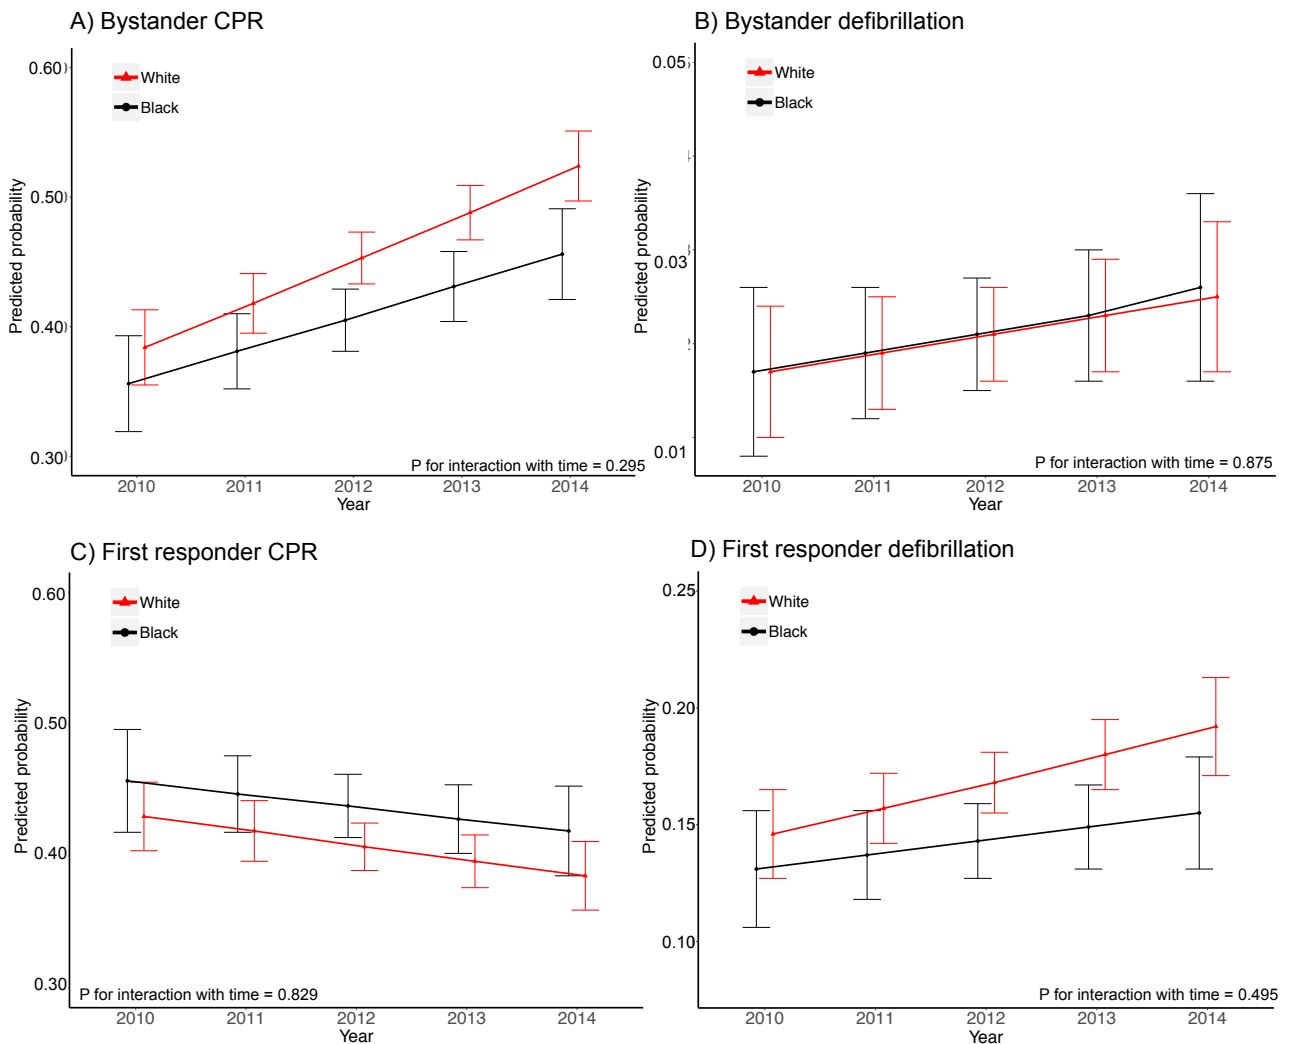 A) Bystander CPR
0.60
White
Black
0.50
0.40
0.30
Predicted probability
P for interaction with time = 0.295
2010 2011 2012 2013 2014
Year
B) Bystander defibrillation
0.05
White
Black
0.03
0.01
Predicted probability
P for interaction with time = 0.875
2010 2011 2012 2013 2014
Year
C) First responder CPR
0.60
White
Black
0.50
0.40
0.30
Predicted probability
P for interaction with time = 0.829
2010 2011 2012 2013 2014
Year
D) First responder defibrillation
0.25
White
Black
0.20
0.15
0.10
Predicted probability
P for interaction with time = 0.495
2010 2011 2012 2013 2014
Year